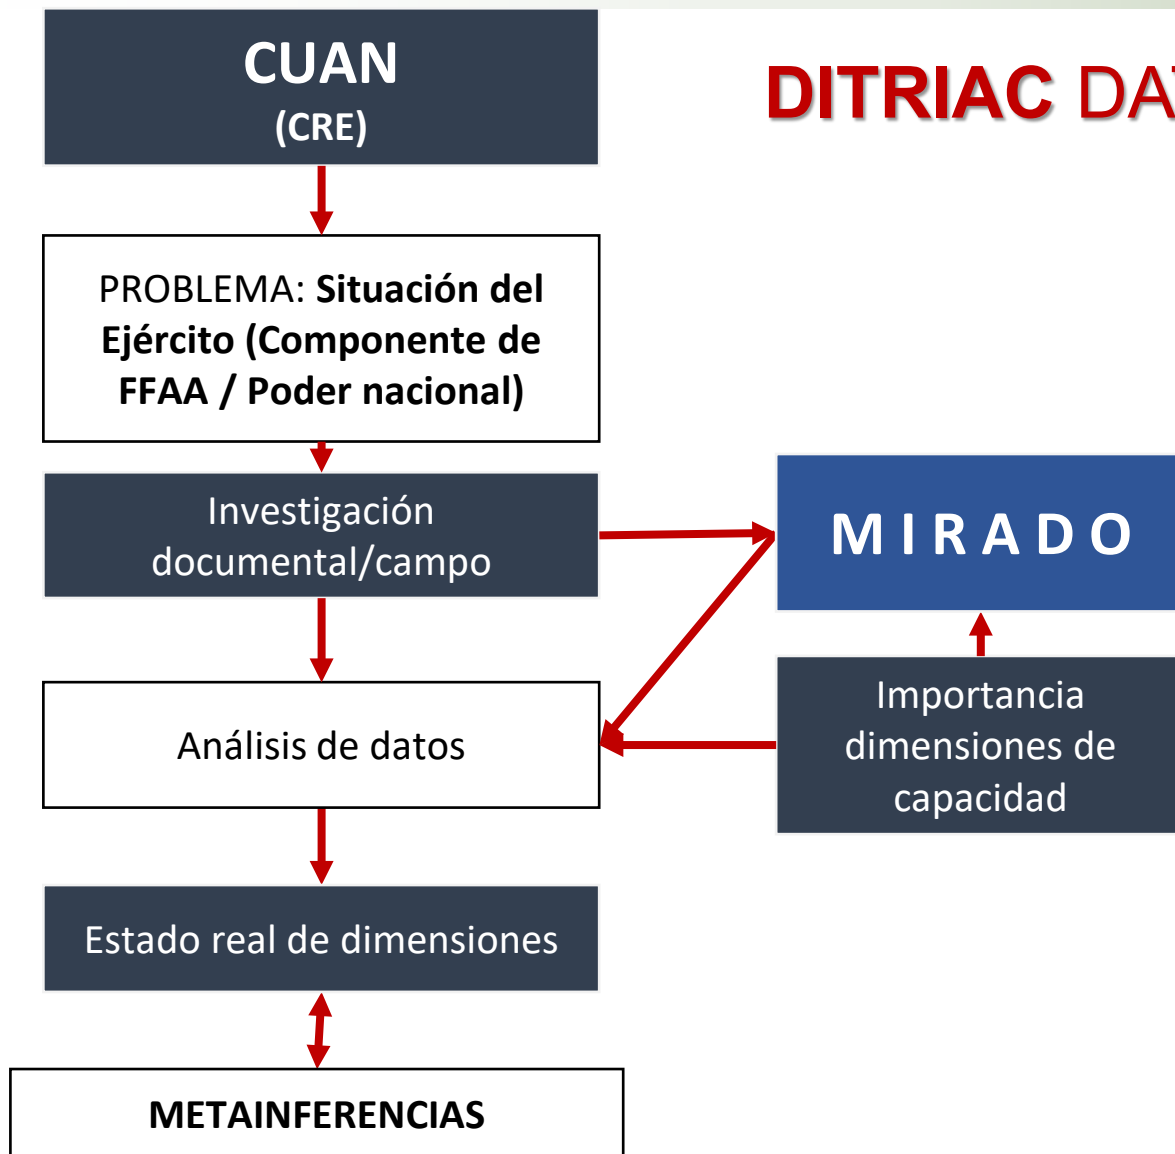 CUAN
(CRE)
DITRIAC DA
PROBLEMA: Situación del
Ejército (Componente de
FFAA / Poder nacional)
Investigación
documental/campo
M I R A D O
Importancia
dimensiones de
capacidad
Análisis de datos
Estado real de dimensiones
METAINFERENCIAS